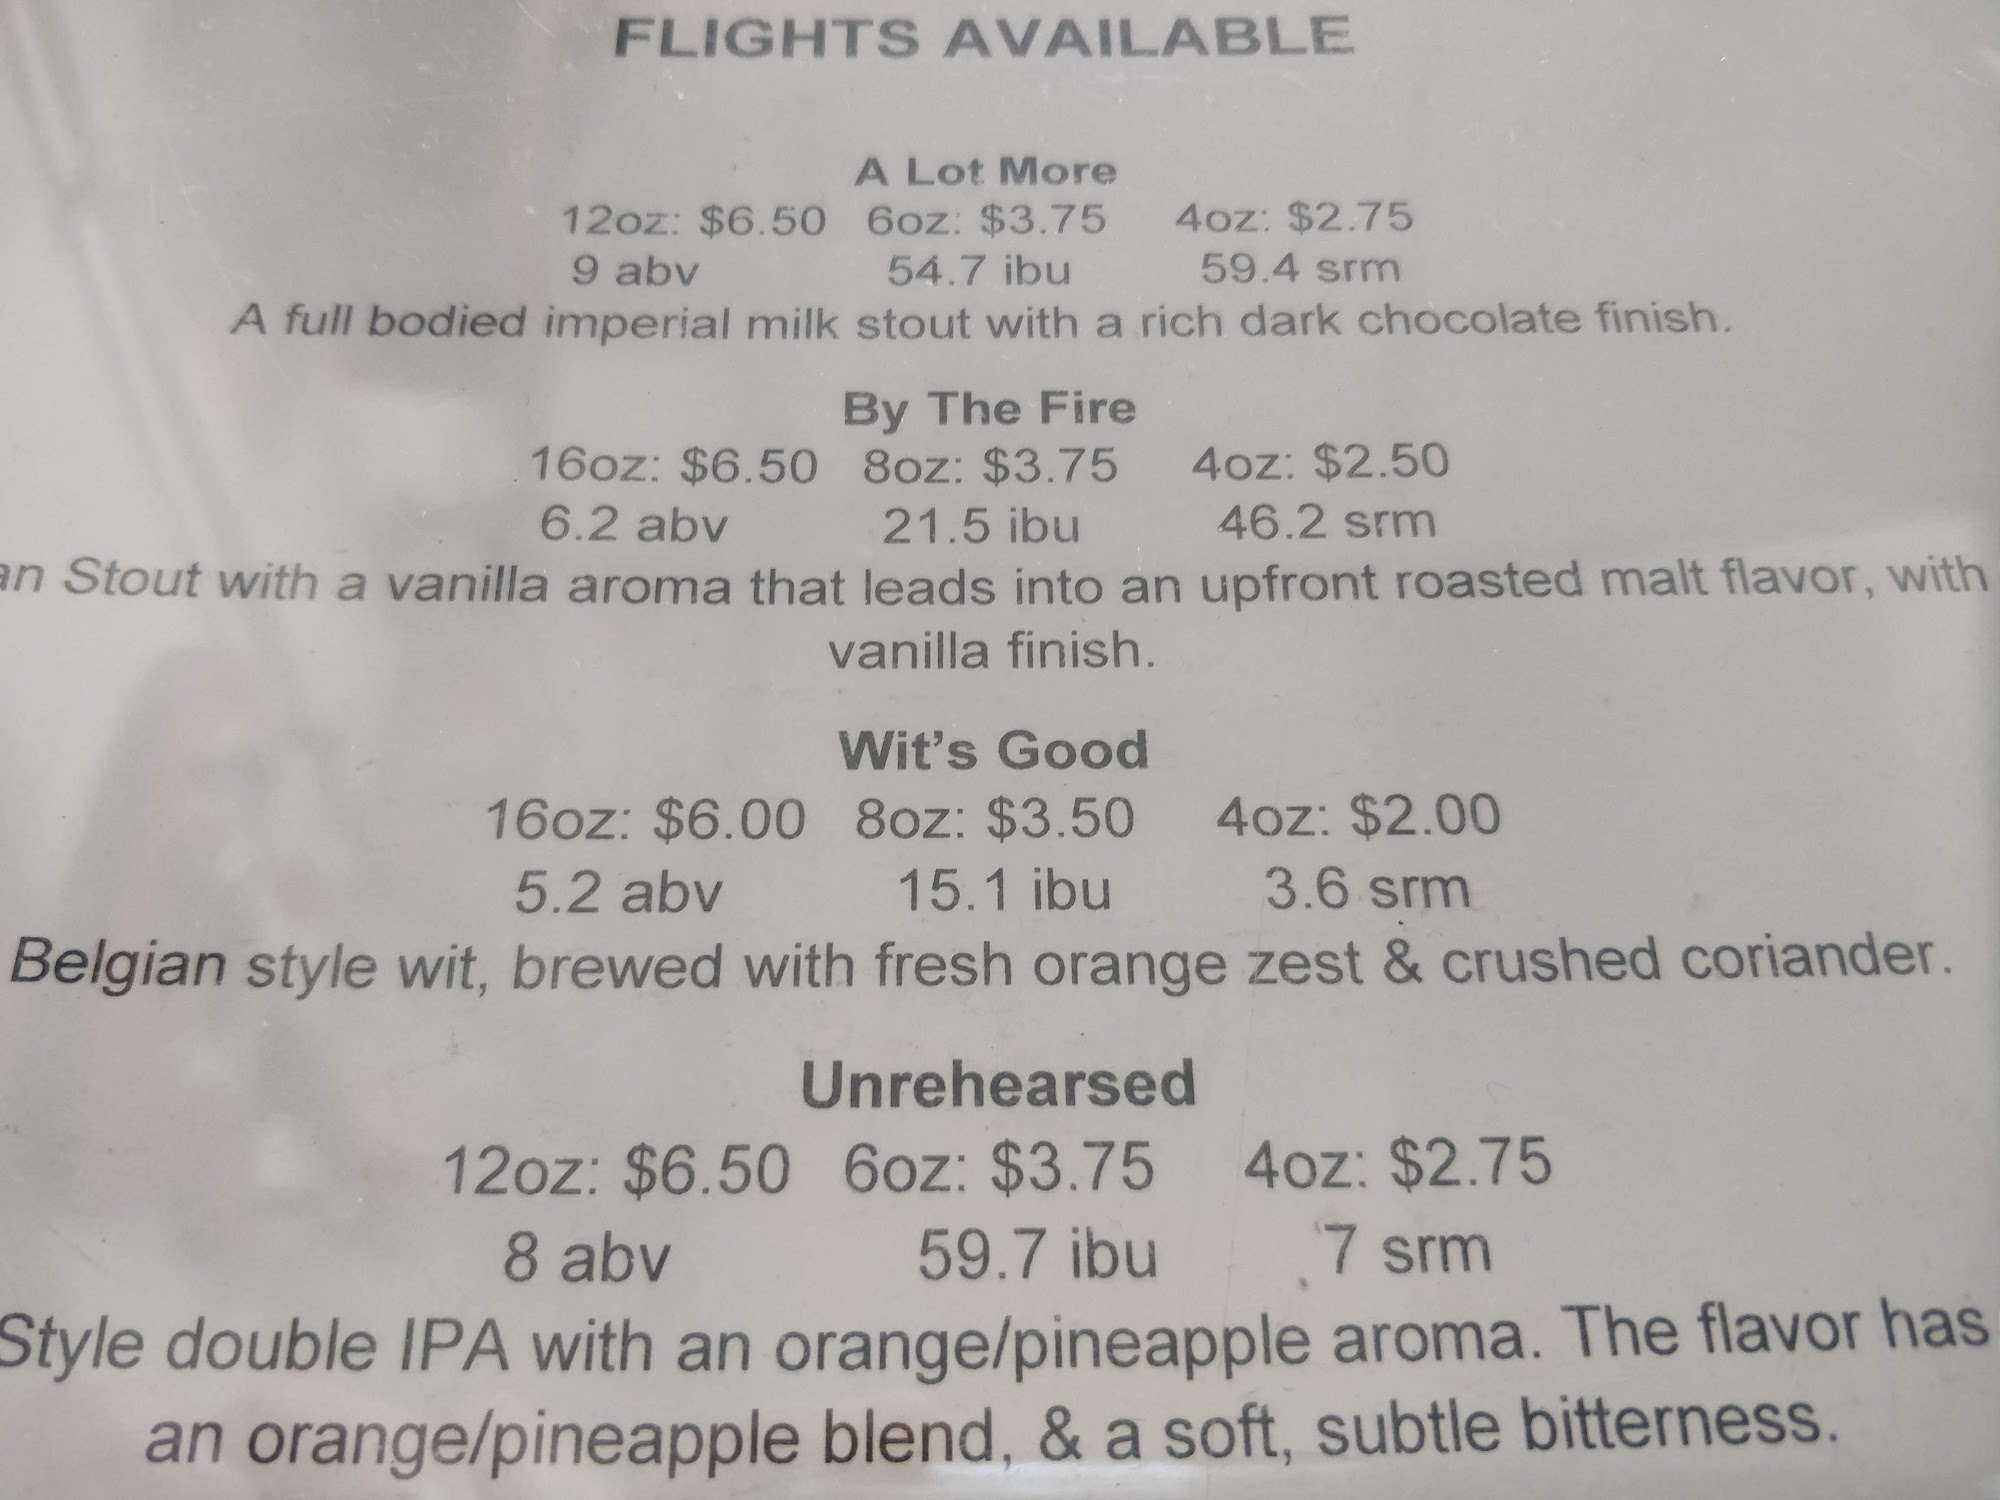 FLIGHTS AVAILABLE
A Lot More
12oz: $6.50 6oz: $3.75 4oz: $2.75
9 abv 54.7 ibu 59.4 srm
A full bodied imperial milk stout with a rich dark chocolate finish.
By The Fire
16oz: $6.50 8oz: $3.75 4oz: $2.50
6.2 abv 21.5 ibu 46.2 srm
Stout with a vanilla aroma that leads into an upfront roasted malt flavor, with
vanilla finish.
Wit's Good
16oz: $6.00 8oz: $3.50 4oz: $2.00
5.2 abv 15.1 ibu 3.6 srm
Belgian style wit, brewed with fresh orange zest & crushed coriander.
Unrehearsed
12oz: $6.50 6oz: $3.75 4oz: $2.75
8 abv 59.7 ibu 7 srm
Style double IPA with an orange/pineapple aroma. The flavor has
an orange/pineapple blend, & a soft, subtle bitterness.